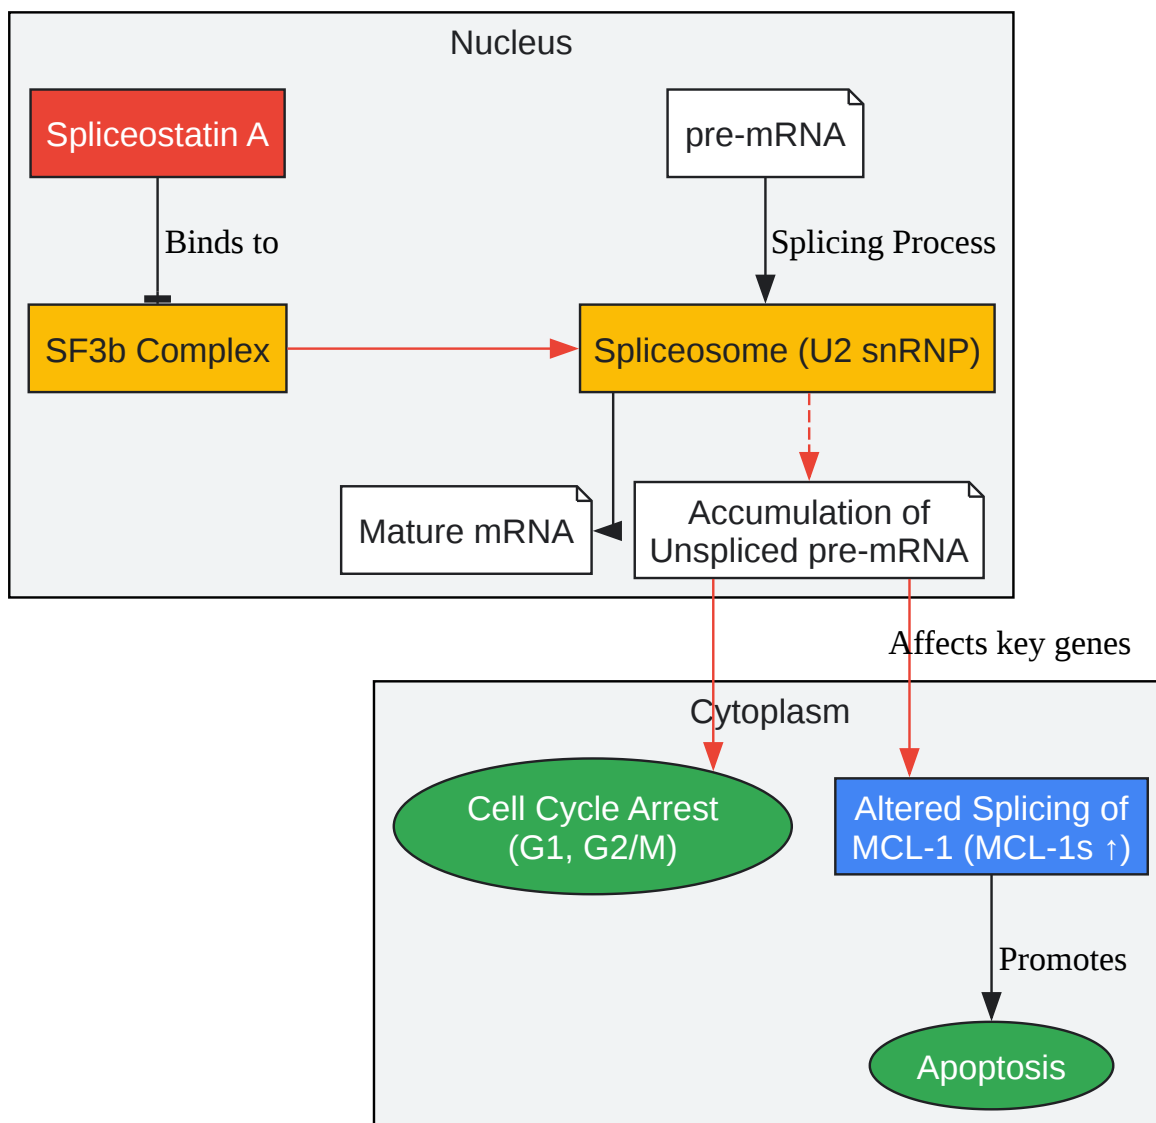 Nucleus
Spliceostatin A
pre-mRNA
Binds to
Splicing Process
SF3b Complex
Spliceosome (U2 snRNP)
Mature mRNA
Accumulation of
Unspliced pre-mRNA
Affects key genes
Cytoplasm
Cell Cycle Arrest
(G1, G2/M)
Altered Splicing of
MCL-1 (MCL-1s ↑)
Promotes
Apoptosis